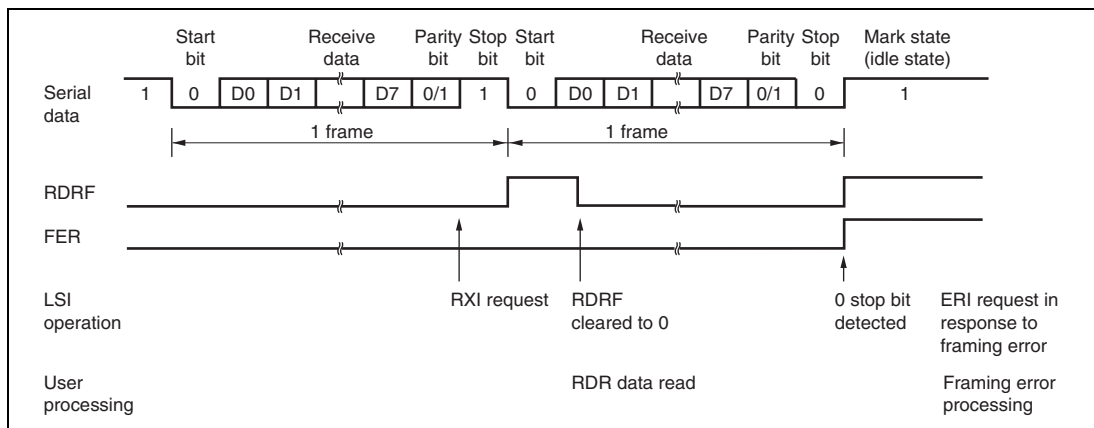 Start bit Receive data Parity bit Stop bit Start bit Receive data Parity bit Stop bit Mark state (idle state)
Serial data
1 0 D0 D1 D7 0/1 1 0 D0 D1 D7 0/1 0 1
1 frame 1 frame
RDRF
FER
LSI operation
RXI request
RDRF cleared to 0
0 stop bit detected
ERI request in response to framing error
User processing
RDR data read
Framing error processing